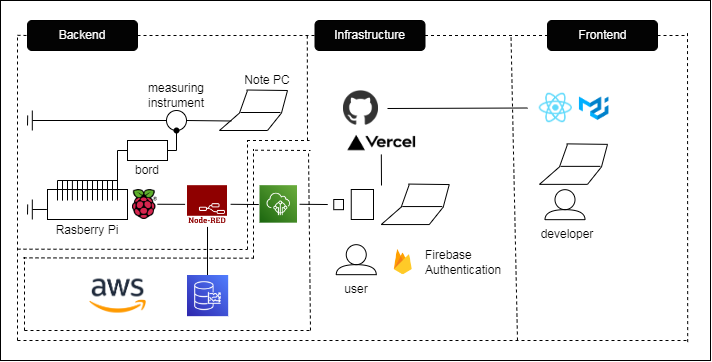 Backend
Infrastructure
Frontend
Note PC
measuring
instrument
bord
Vercel
Rasberry Pi
Node-RED
developer
Firebase
Authentication
user
aws